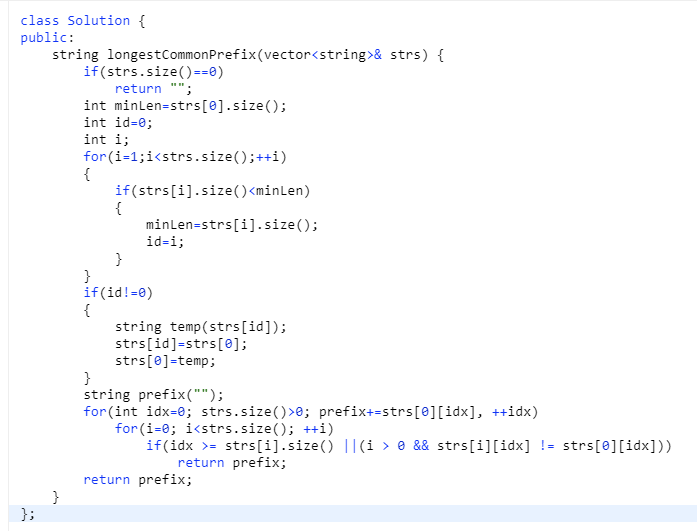 class Solution {
public:
    string longestCommonPrefix(vector<string>& strs) {
        if(strs.size()==0)
            return "";
        int minLen=strs[0].size();
        int id=0;
        int i;
        for(i=1;i<strs.size();++i)
        {
            if(strs[i].size()<minLen)
            {
                minLen=strs[i].size();
                id=i;
            }
        }
        if(id!=0)
        {
            string temp(strs[id]);
            strs[id]=strs[0];
            strs[0]=temp;
        }
        string prefix("");
        for(int idx=0; strs.size()>0; prefix+=strs[0][idx], ++idx)
            for(i=0; i<strs.size(); ++i)
                if(idx >= strs[i].size() ||(i > 0 && strs[i][idx] != strs[0][idx]))
                    return prefix;
        return prefix;
    }
};